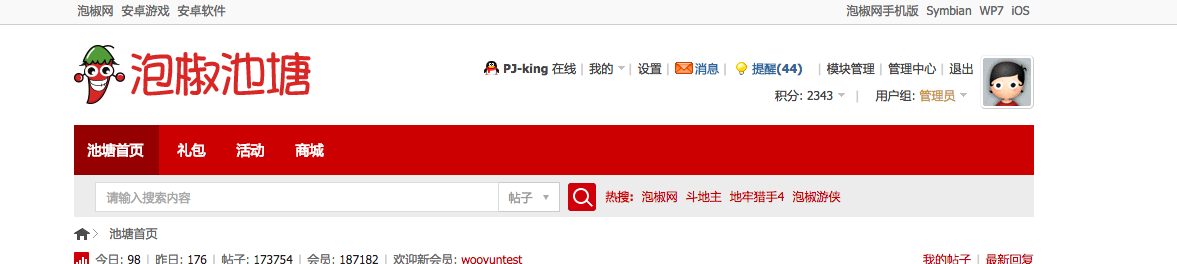 泡椒网 安卓游戏 安卓软件 泡椒网手机版 Symbian WP7 iOS
泡椒池塘
PJ-king 在线 | 我的 | 设置 | 消息 | 提醒(44) | 模块管理 | 管理中心 | 退出
积分: 2343 | 用户组: 管理员
池塘首页 礼包 活动 商城
请输入搜索内容 帖子 热搜: 泡椒网 斗地主 地牢猎手4 泡椒游侠
池塘首页
今日: 98 | 昨日: 176 | 帖子: 173754 | 会员: 187182 | 欢迎新会员: wooyuntest 我的帖子 | 最新回复